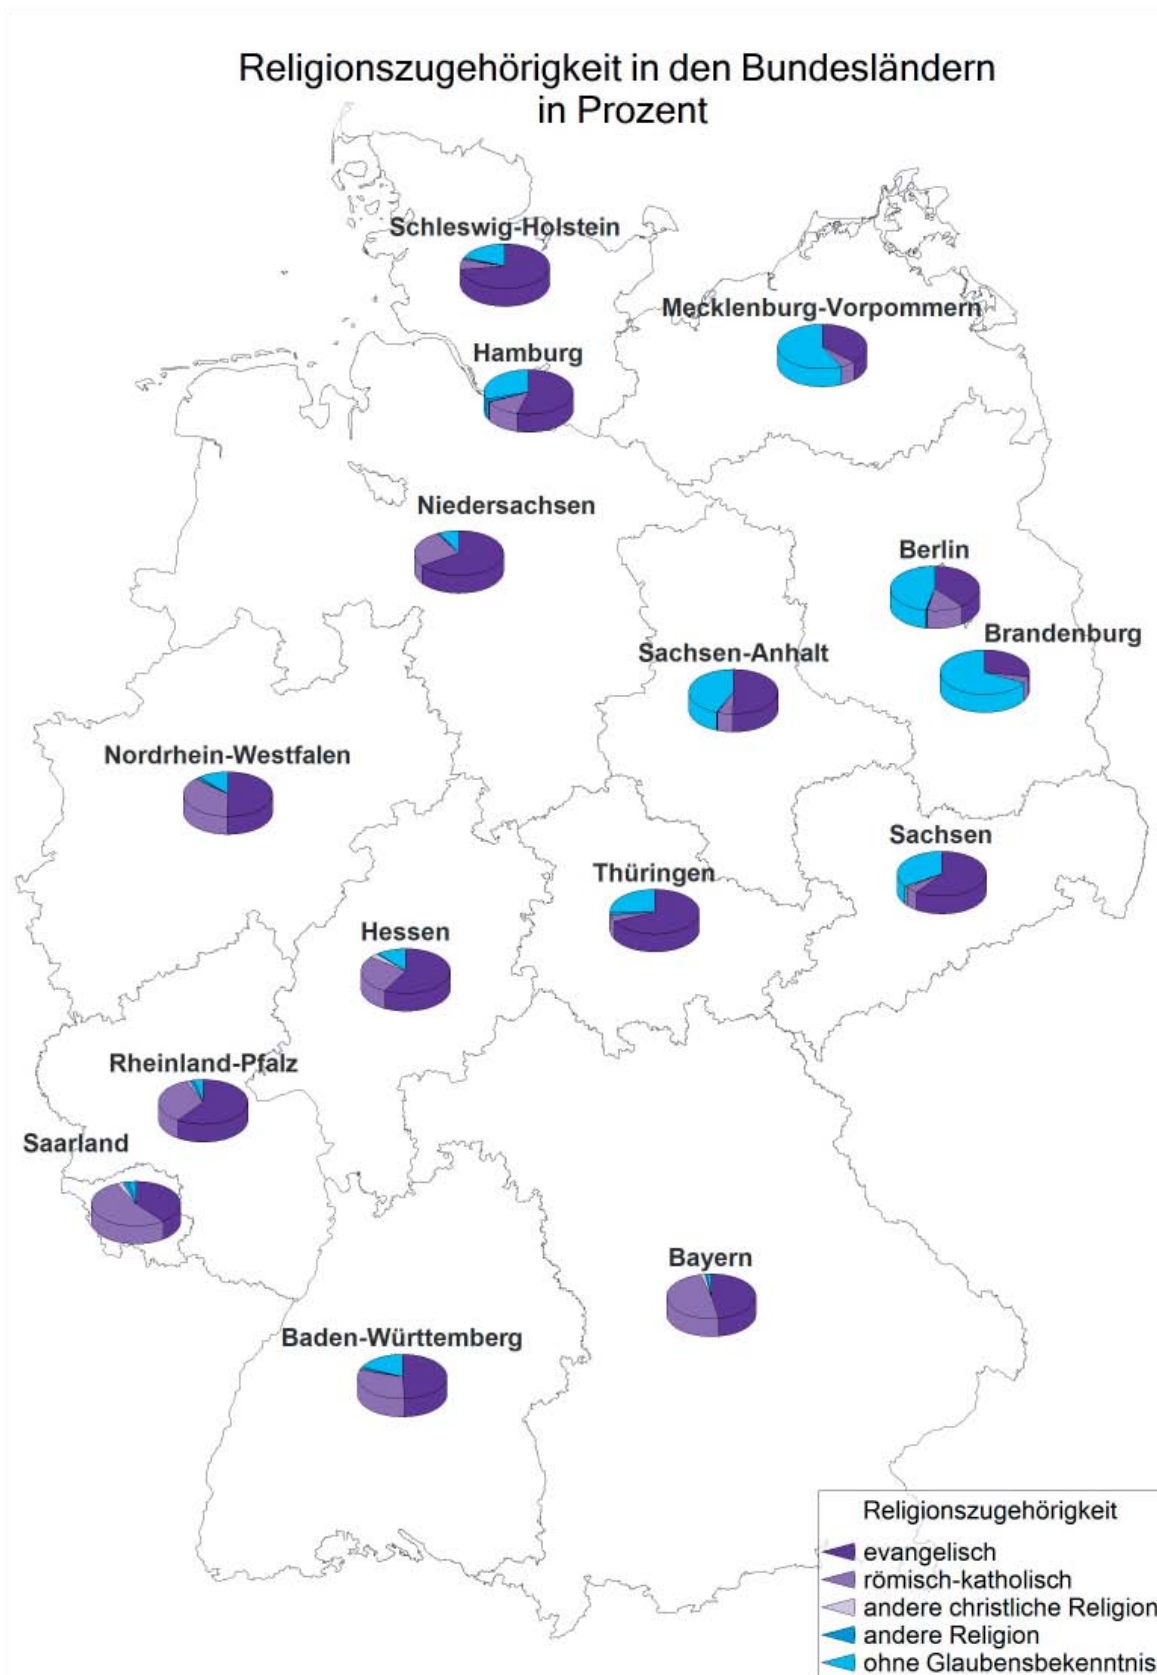 Religionszugehörigkeit in den Bundesländern
in Prozent
Schleswig-Holstein
Mecklenburg-Vorpommern
Hamburg
Niedersachsen
Berlin
Brandenburg
Sachsen-Anhalt
Nordrhein-Westfalen
Sachsen
Thüringen
Hessen
Rheinland-Pfalz
Saarland
Bayern
Baden-Württemberg
Religionszugehörigkeit
evangelisch
römisch-katholisch
andere christliche Religion
andere Religion
ohne Glaubensbekenntnis